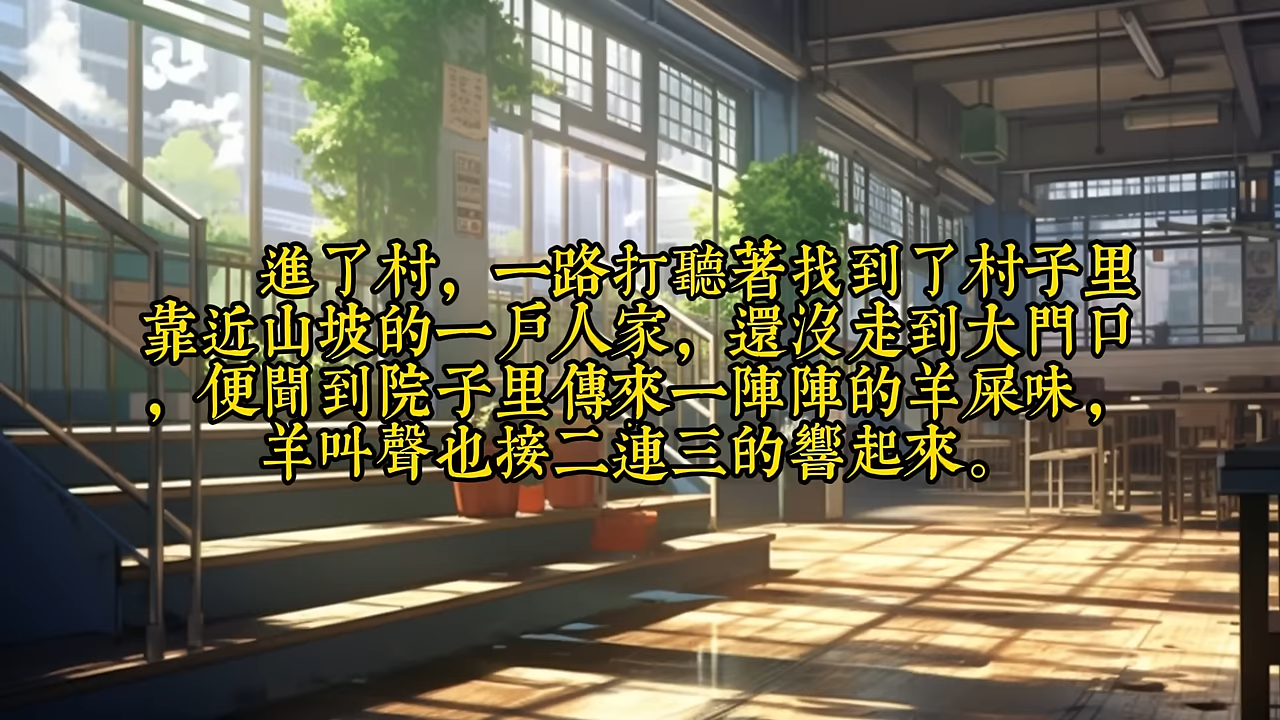 進了村，一路打聽著找到了村子里
靠近山坡的一戶人家，還沒走到大門口
，便聞到院子里傳來一陣陣的羊屎味，
羊叫聲也接二連三的響起來。